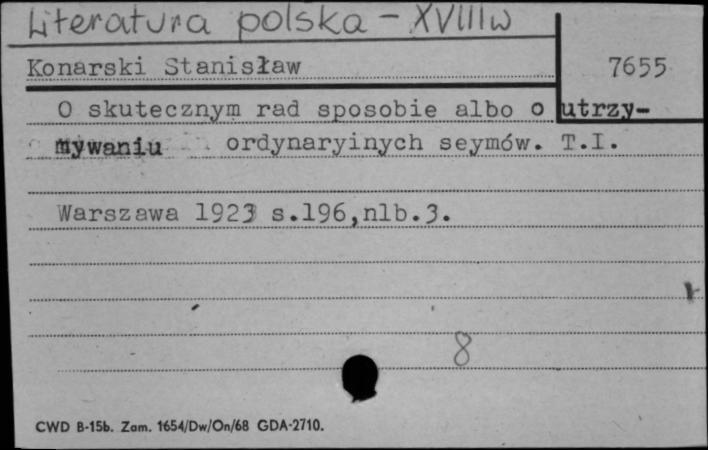 Literatura polska - XVIIIw
Konarski Stanisław
7655
O skutecznym rad sposobie albo o utrzy-
mywaniu ordynaryinych seymów. T.I.
Warszawa 1923 s.196,nlb.3.
8
CWD B-15b. Zam. 1654/Dw/On/68 GDA-2710.